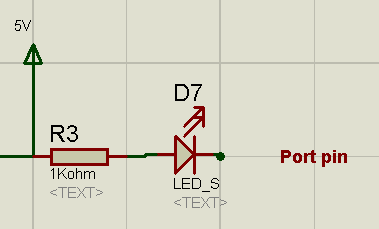 5V
D7
R3
Port pin
1Kohm
<TEXT>
LED_S
<TEXT>